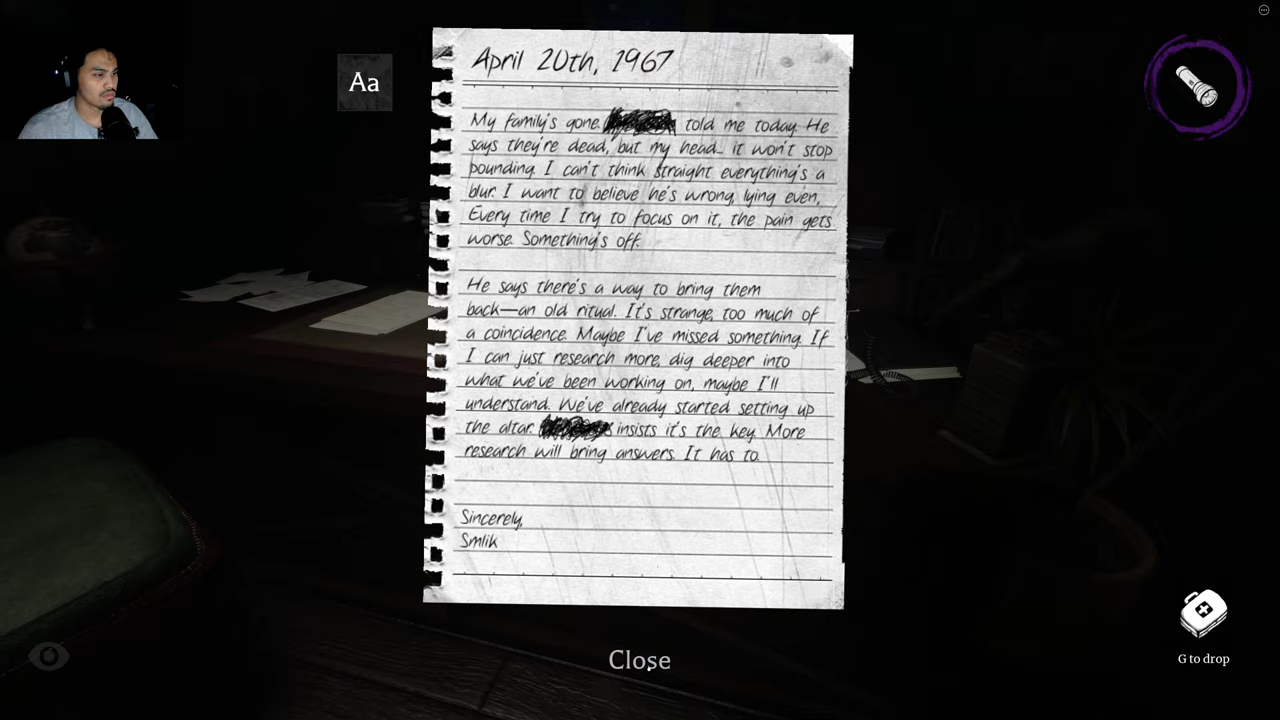 April 20th, 1967
Aa
My family's gone. told me today. He
says they're dead, but my head... it won't stop
pounding. I can't think straight everything's a
blur. I want to believe he's wrong, lying even,
Every time I try to focus on it, the pain gets
worse. Something's off.
He says there's a way to bring them
back—an old ritual. It's strange, too much of
a coincidence. Maybe I've missed something. If
I can just research more, dig deeper into
what we've been working on, maybe I'll
understand. We've already started setting up
the altar. insists it's the key. More
research will bring answers. It has to.
Sincerely,
Smlik
Close
G to drop